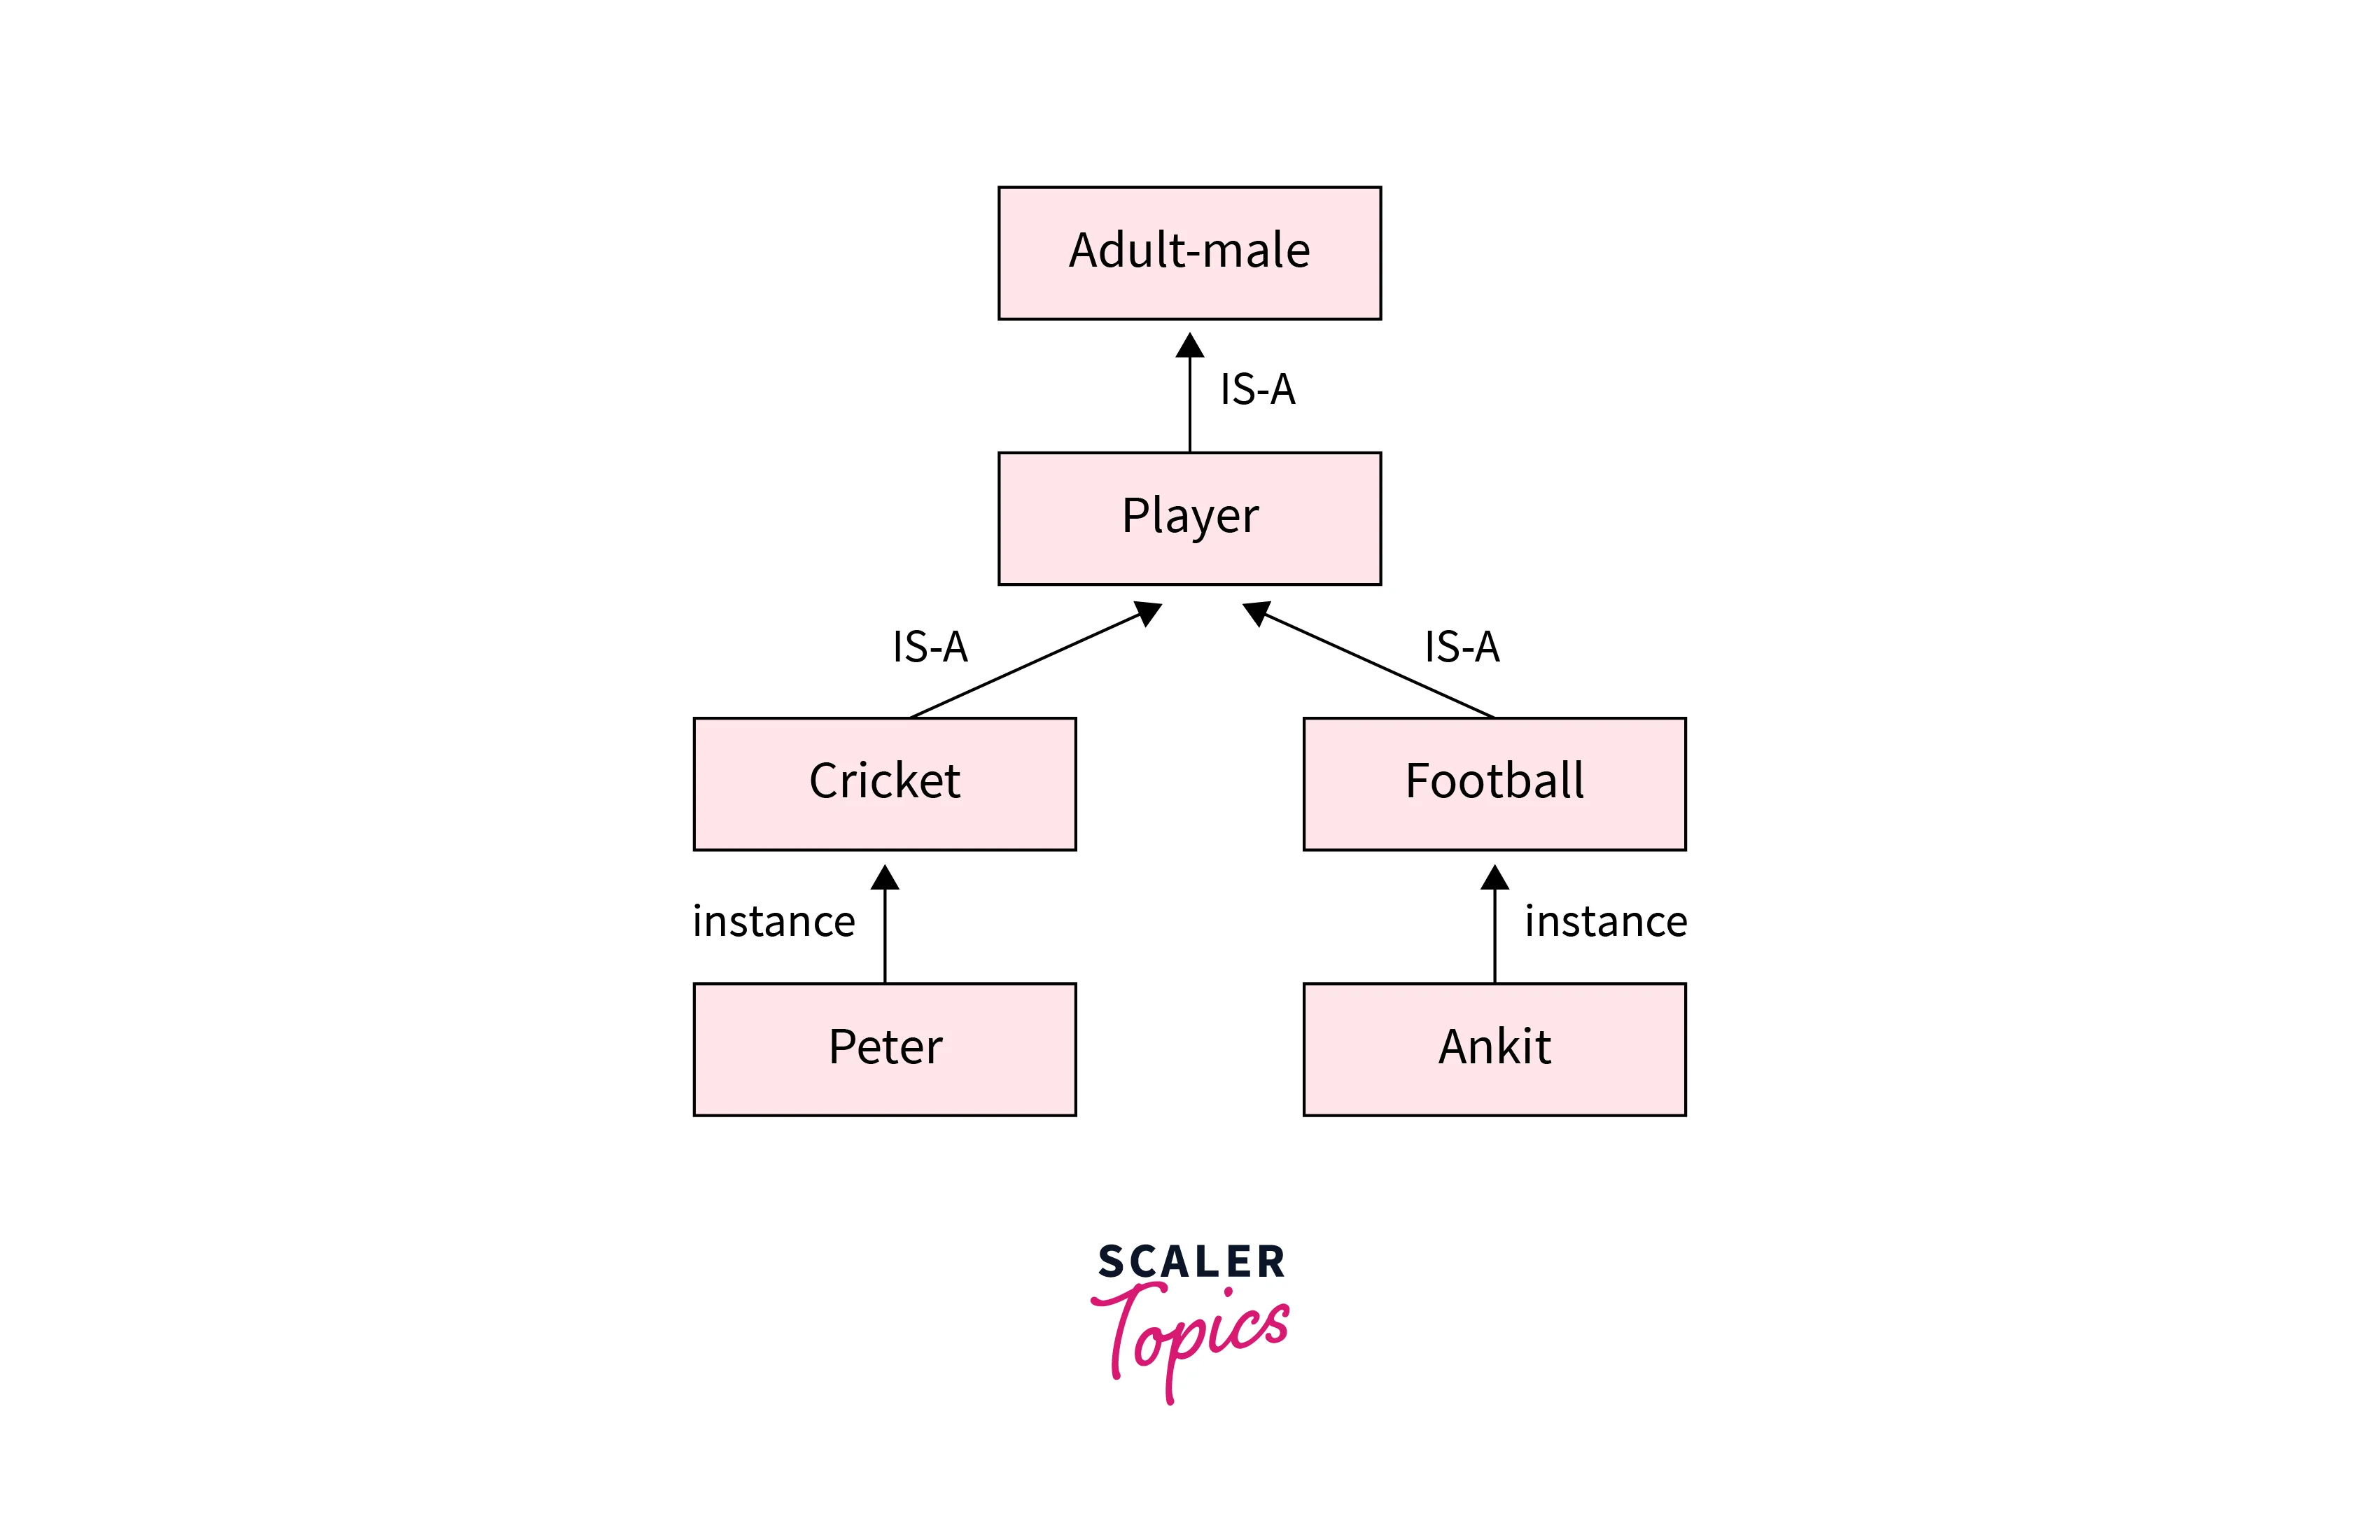 Adult-male
IS-A
Player
IS-A
IS-A
Cricket
Football
instance
instance
Peter
Ankit
SCALER
Topics